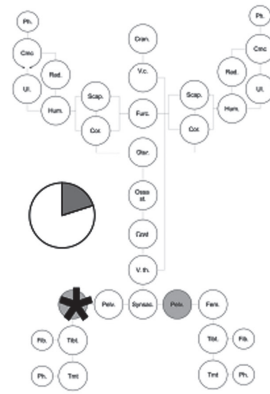 Ph.
Ph.
Cran.
Cmc
Cmc
Rad.
V.c.
Rad.
Ul.
Ul.
Scap.
Scap.
Hum.
Furc.
Hum.
Cor.
Cor.
Ossa
st.
Cost
V. th.
Pelv.
Synsac.
Pelv.
Fem.
Fib.
Tibt.
Tibt.
Fib.
Ph.
Tmt
Tmt
Ph.